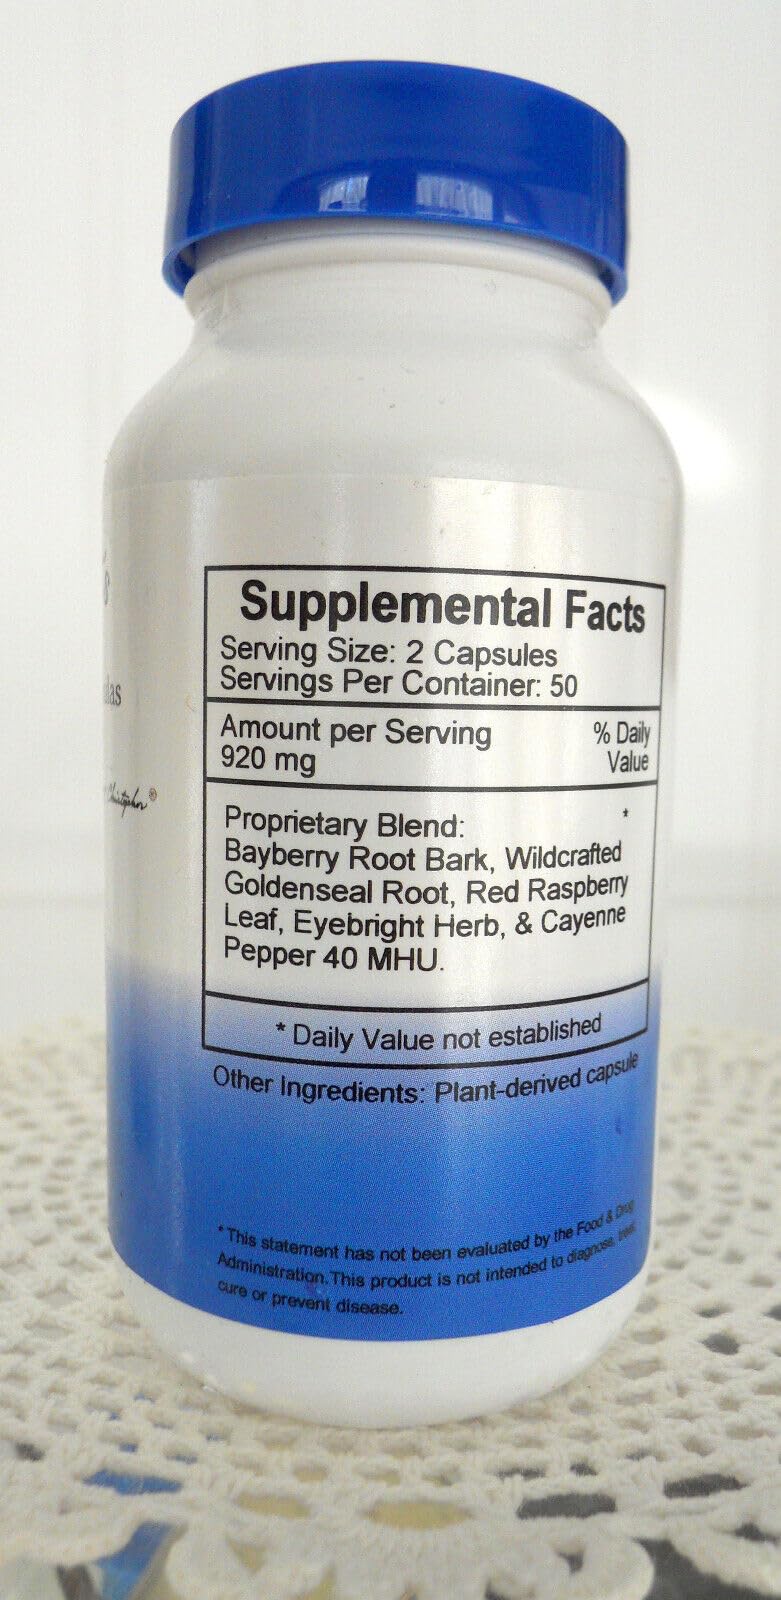 Supplemental Facts
Serving Size: 2 Capsules
Servings Per Container: 50
Amount per Serving
920 mg
% Daily
Value
Proprietary Blend: *
Bayberry Root Bark, Wildcrafted
Goldenseal Root, Red Raspberry
Leaf, Eyebright Herb, & Cayenne
Pepper 40 MHU.
* Daily Value not established
Other Ingredients: Plant-derived capsule
*This statement has not been evaluated by the Food & Drug
Administration. This product is not intended to diagnose, treat,
cure or prevent disease.